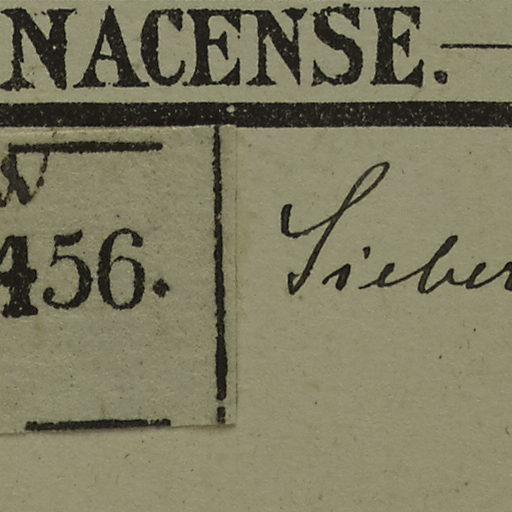 NACENSE. —
456.
Sieber